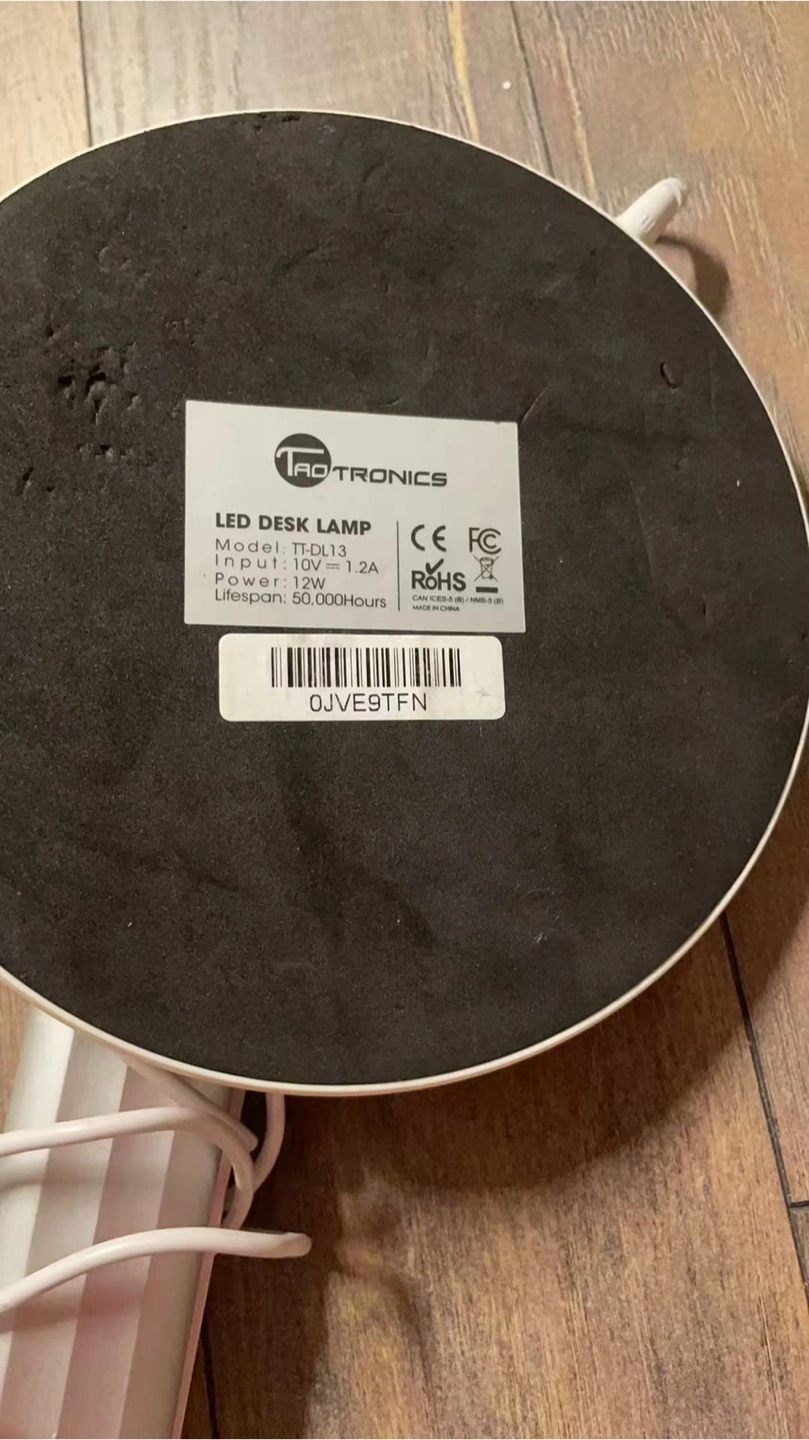 TAOTRONICS
LED DESK LAMP
Model: TT-DL13
Input: 10V ⎓ 1.2A
Power: 12W
Lifespan: 50,000Hours
CE FC
RoHS
CAN ICES-5 (B) / NMB-5 (B)
MADE IN CHINA
0JVE9TFN